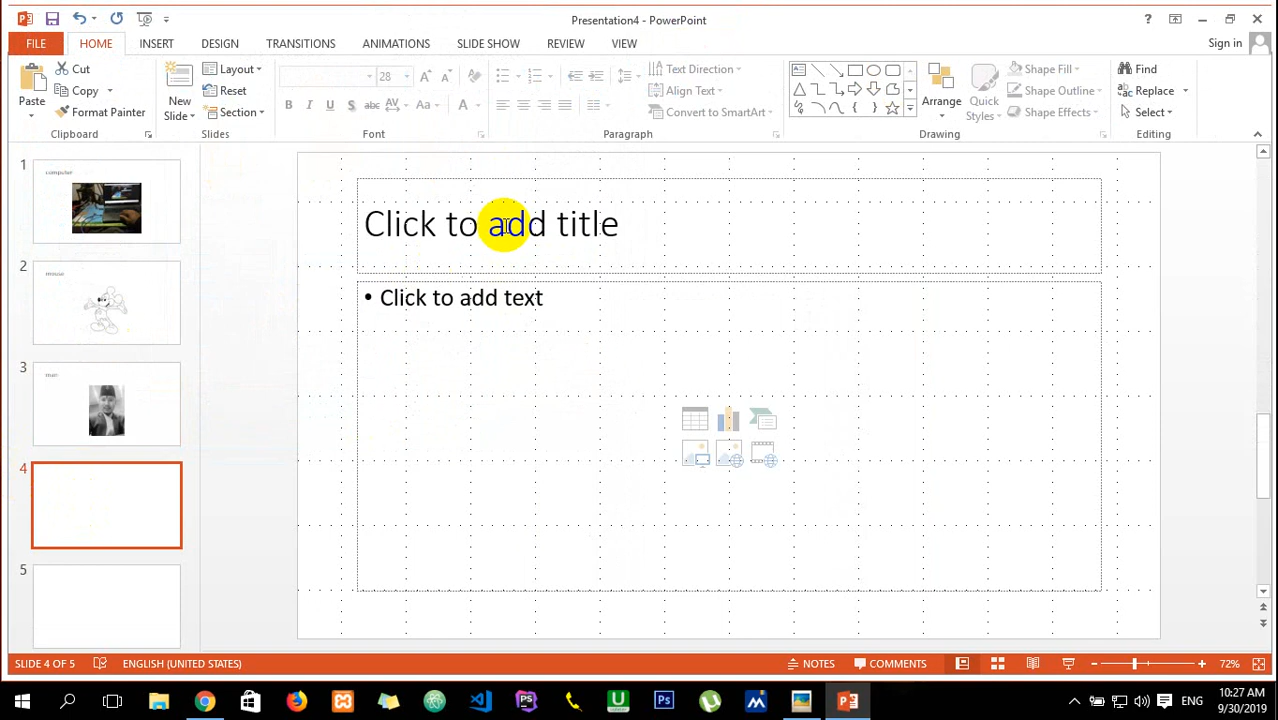 Presentation4 - PowerPoint
FILE HOME INSERT DESIGN TRANSITIONS ANIMATIONS SLIDE SHOW REVIEW VIEW
Sign in
Paste
Cut
Copy
Format Painter
Clipboard
New
Slide
Layout
Reset
Section
Slides
28
Aa
Font
Text Direction
Align Text
Convert to SmartArt
Paragraph
Arrange
Quick
Styles
Shape Fill
Shape Outline
Shape Effects
Drawing
Find
Replace
Select
Editing
1
computer
2
mouse
3
man
4
5
Click to add title
• Click to add text
SLIDE 4 OF 5
ENGLISH (UNITED STATES)
NOTES
COMMENTS
72%
ENG
10:27 AM
9/30/2019